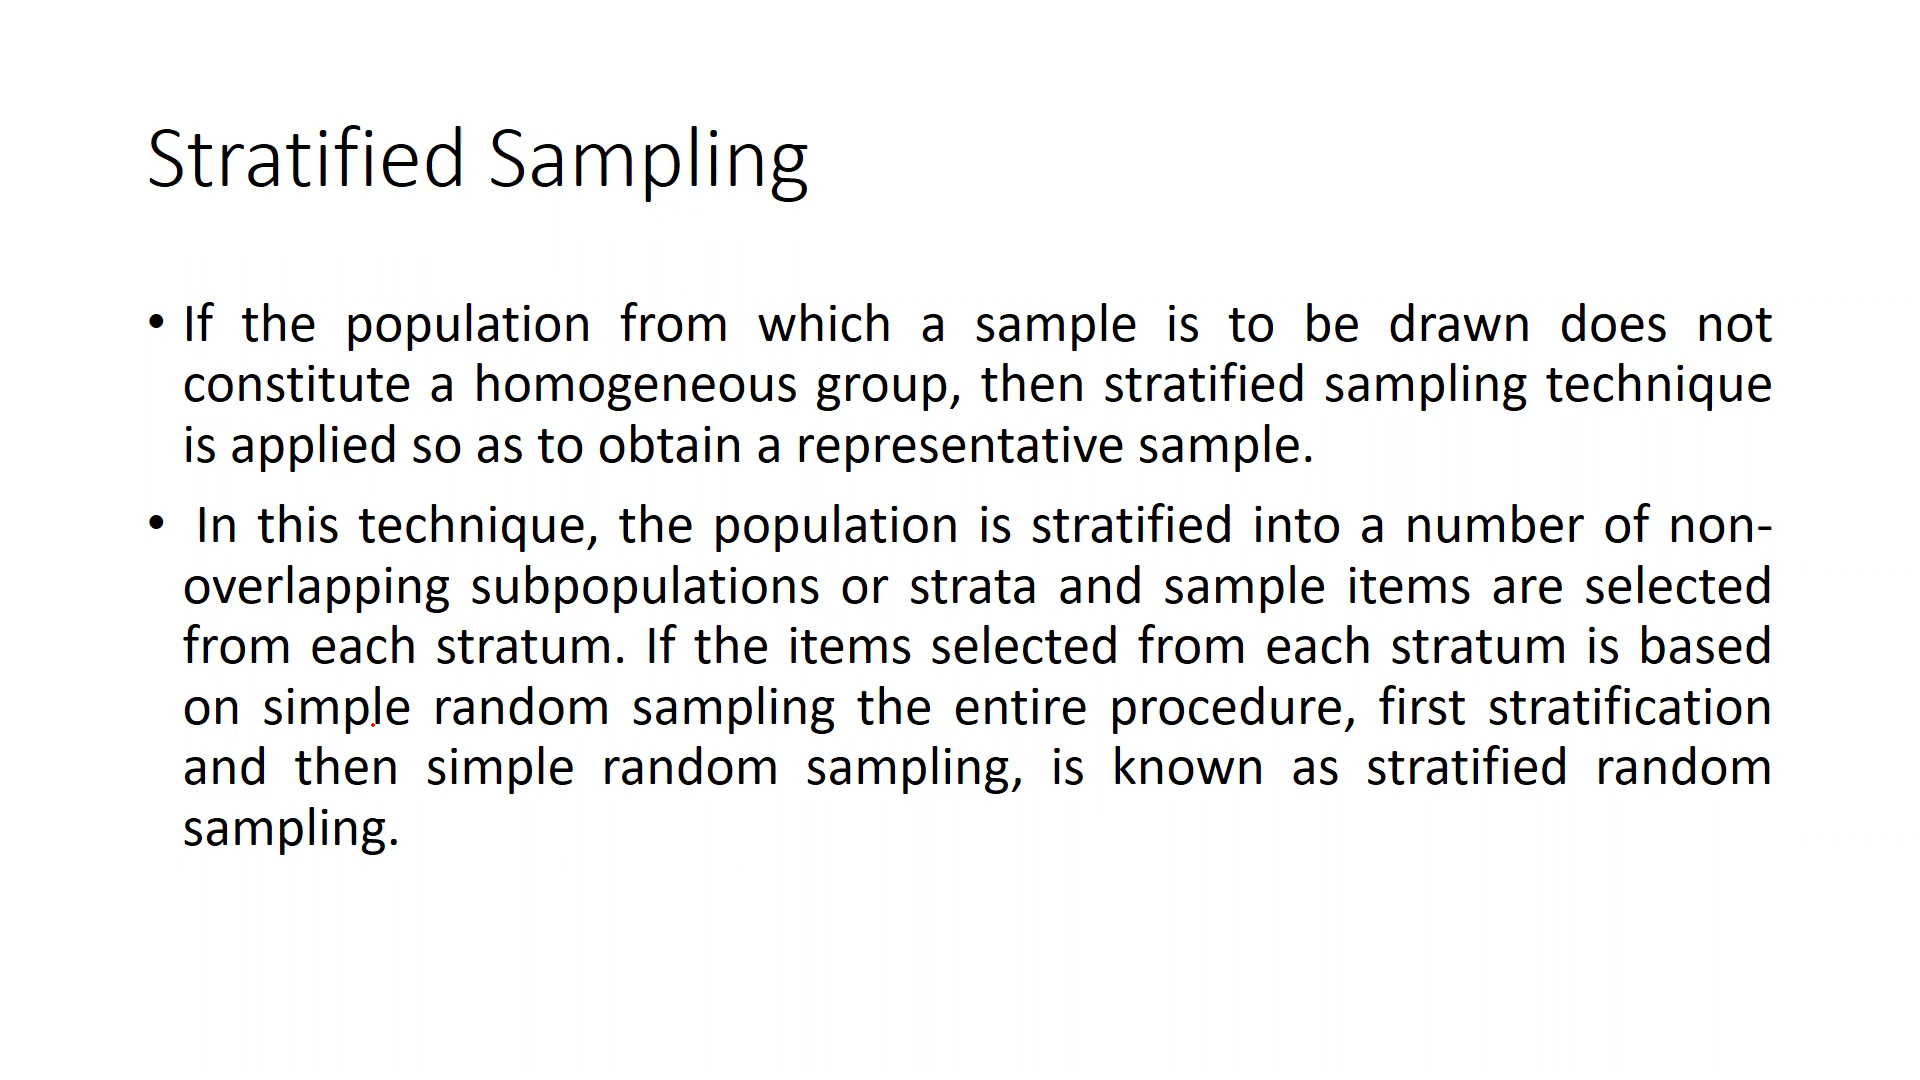 Stratified Sampling
• If the population from which a sample is to be drawn does not
constitute a homogeneous group, then stratified sampling technique
is applied so as to obtain a representative sample.
• In this technique, the population is stratified into a number of non-
overlapping subpopulations or strata and sample items are selected
from each stratum. If the items selected from each stratum is based
on simple random sampling the entire procedure, first stratification
and then simple random sampling, is known as stratified random
sampling.